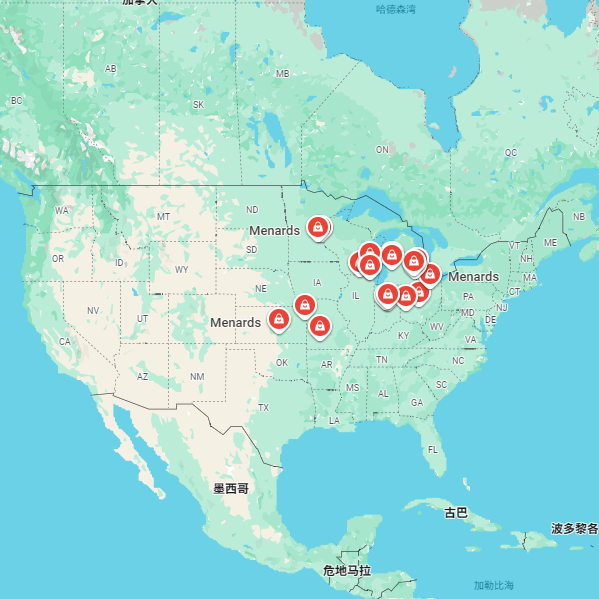 加拿大
哈德森湾
AB
MB
BC
SK
ON
QC
NB
WA
ND
MT
Menards
VT
ME
OR
ID
SD
NH
WY
Menards
MA
IA
NE
IL
CT
PA
NV
UT
NJ
MD
Menards
DE
WV
KY
VA
CA
OK
AR
TN
NC
AZ
NM
MS
AL
SC
TX
GA
LA
FL
墨西哥
古巴
波多黎各
危地马拉
加勒比海